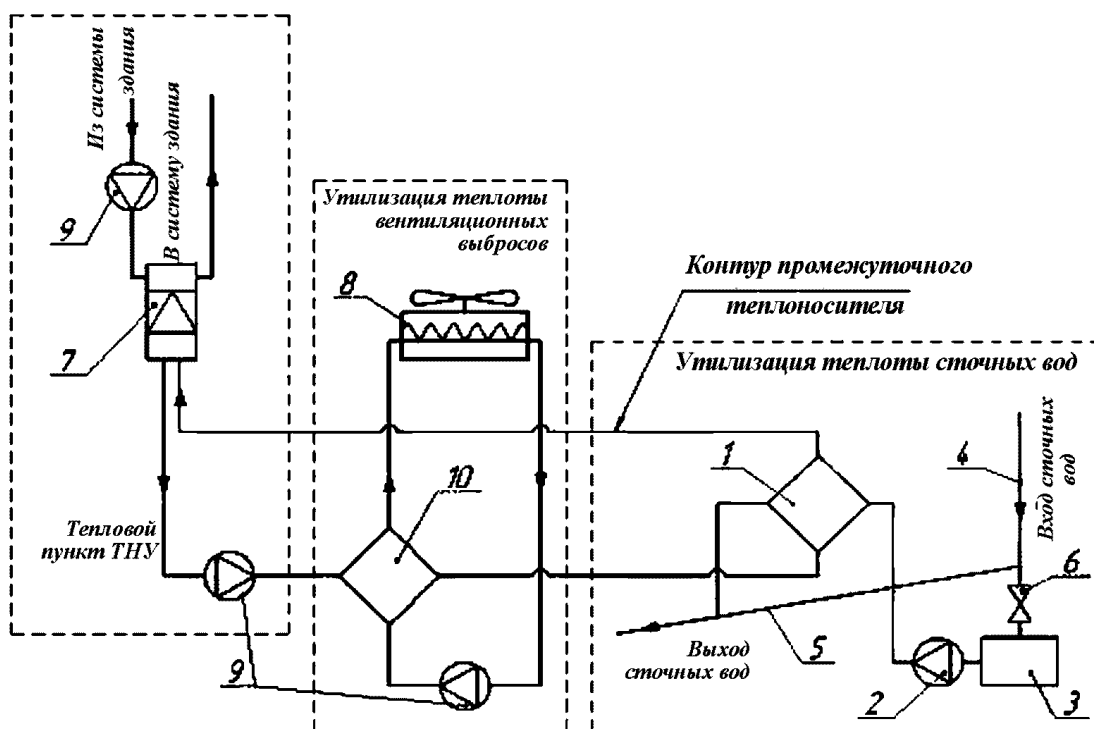 Из системы
здания
В систему здания
9
7
Тепловой
пункт ТНУ
9
Утилизация теплоты
вентиляционных
выбросов
8
10
Контур промежуточного
теплоносителя
Утилизация теплоты сточных вод
1
4
Вход сточных
вод
6
5
Выход
сточных вод
2
3